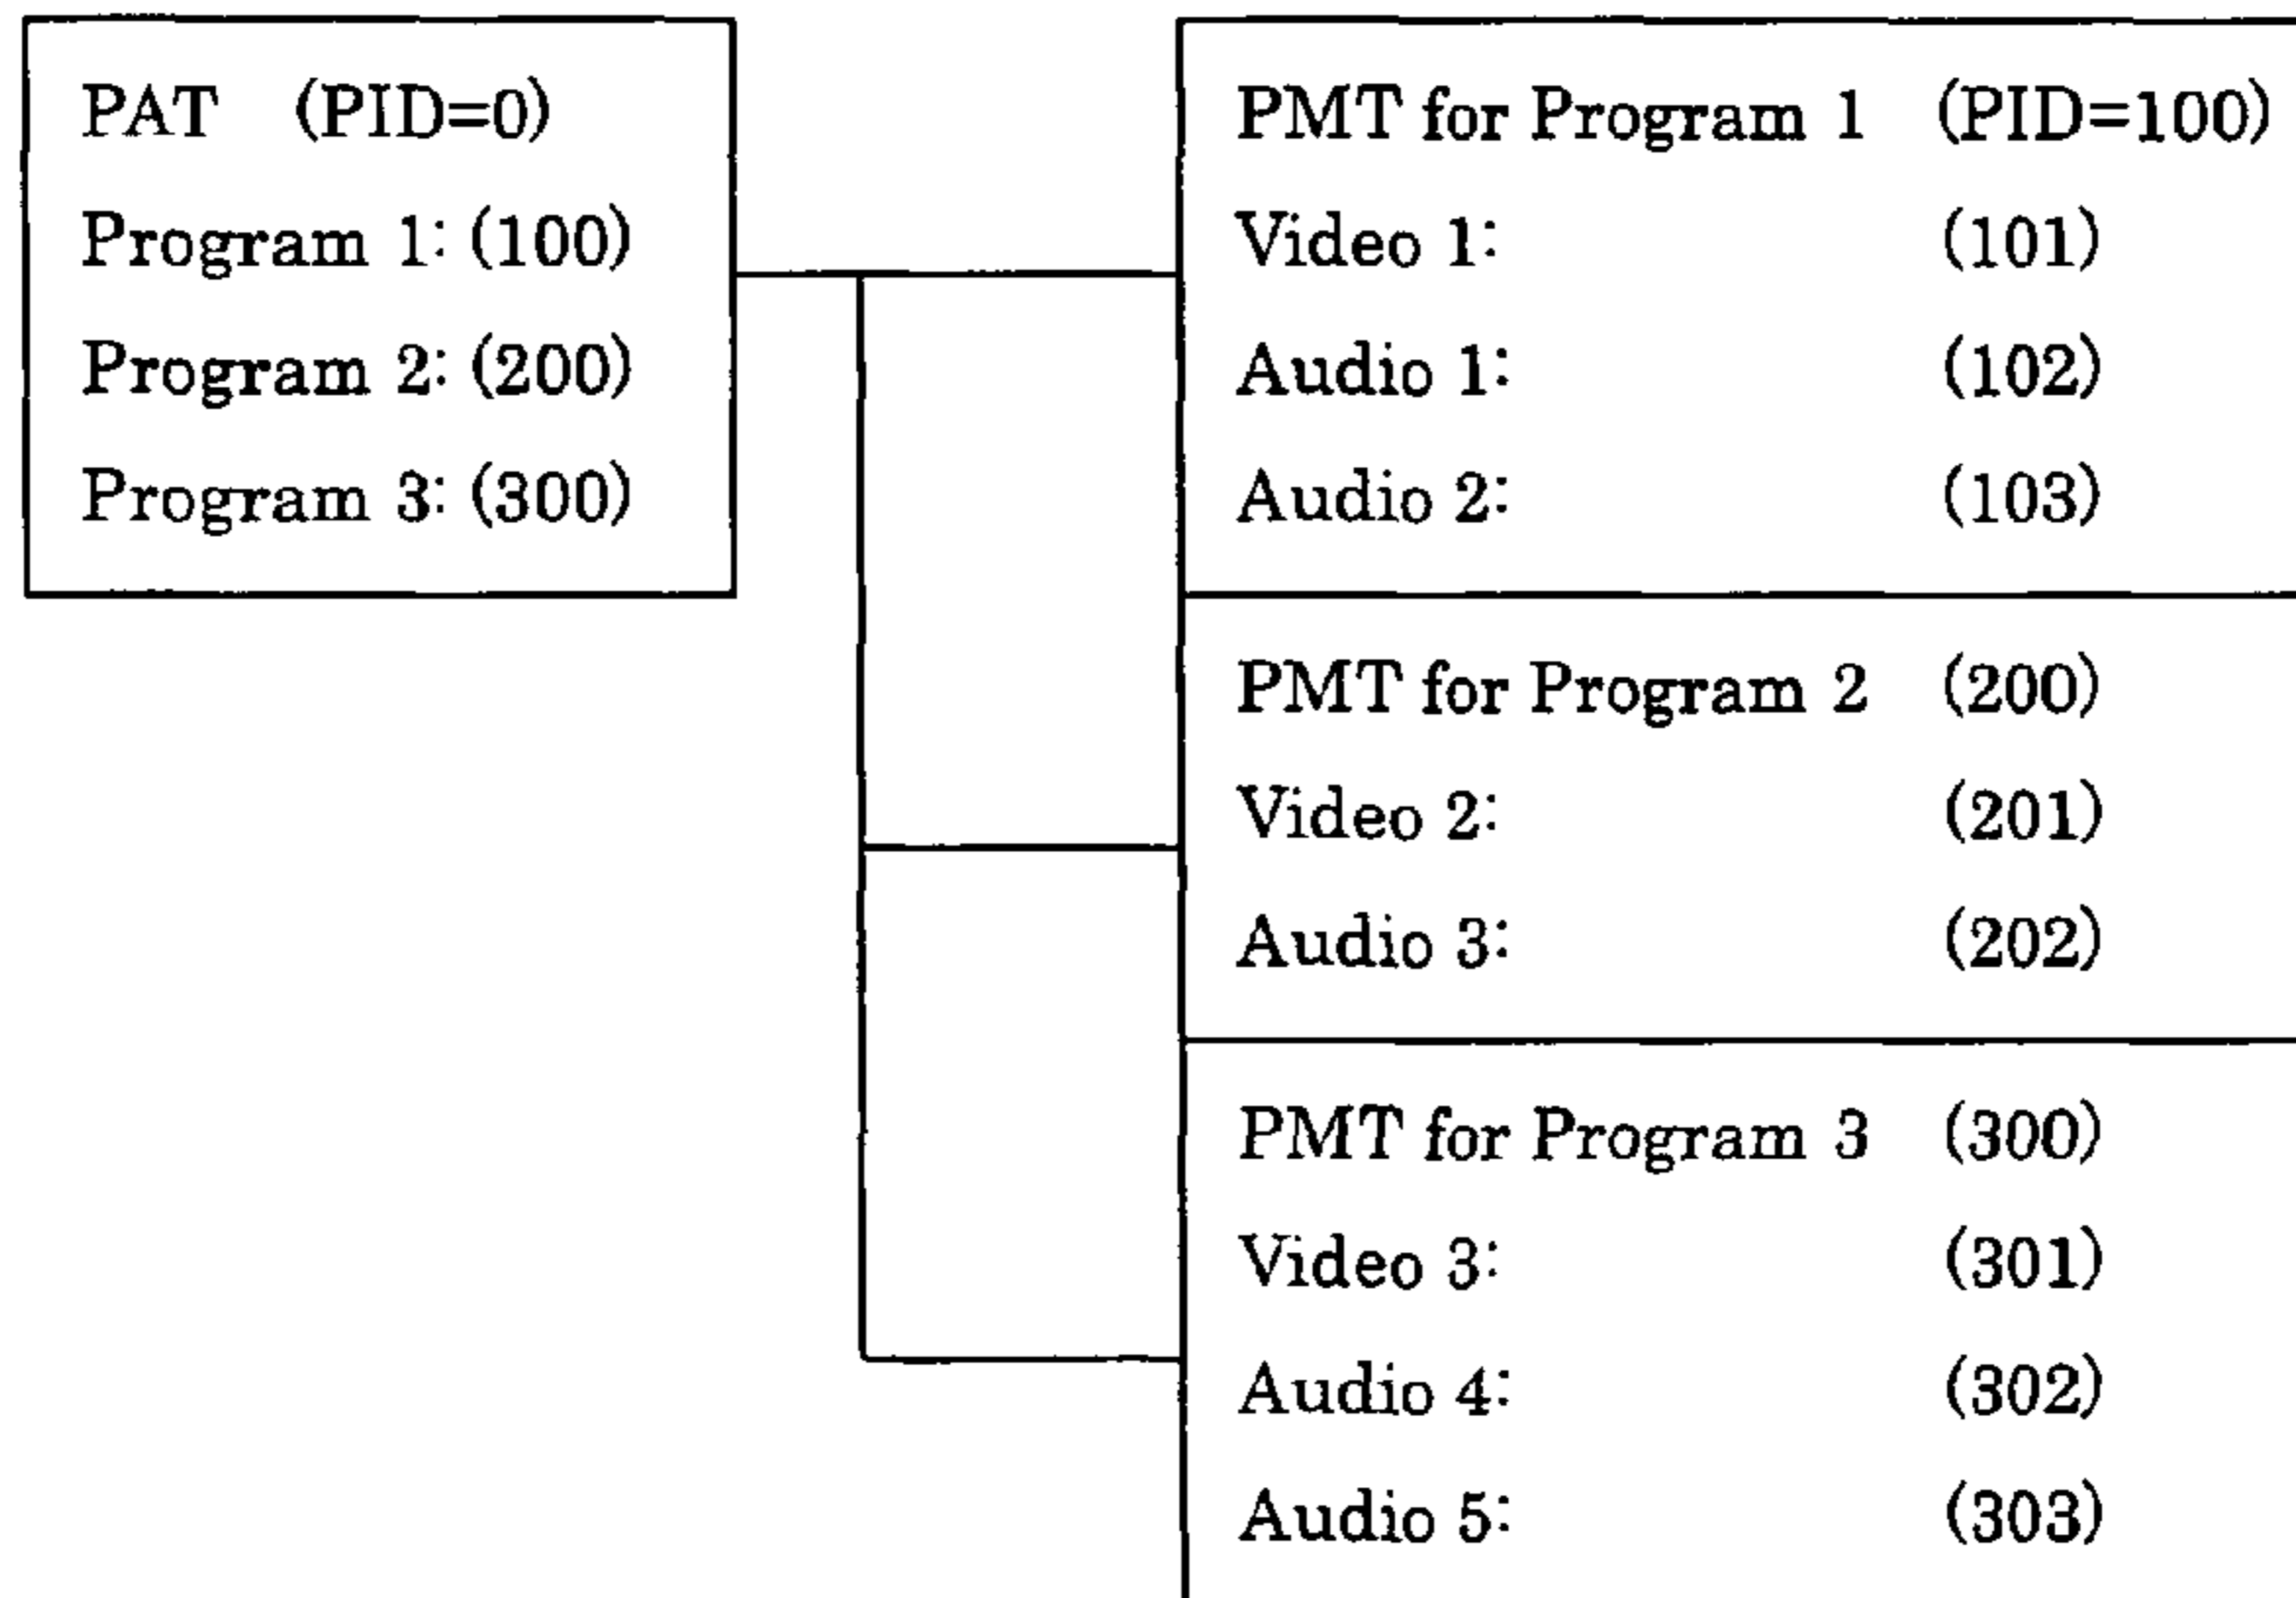 PAT (PID=0)
Program 1: (100)
Program 2: (200)
Program 3: (300)
PMT for Program 1 (PID=100)
Video 1: (101)
Audio 1: (102)
Audio 2: (103)
PMT for Program 2 (200)
Video 2: (201)
Audio 3: (202)
PMT for Program 3 (300)
Video 3: (301)
Audio 4: (302)
Audio 5: (303)